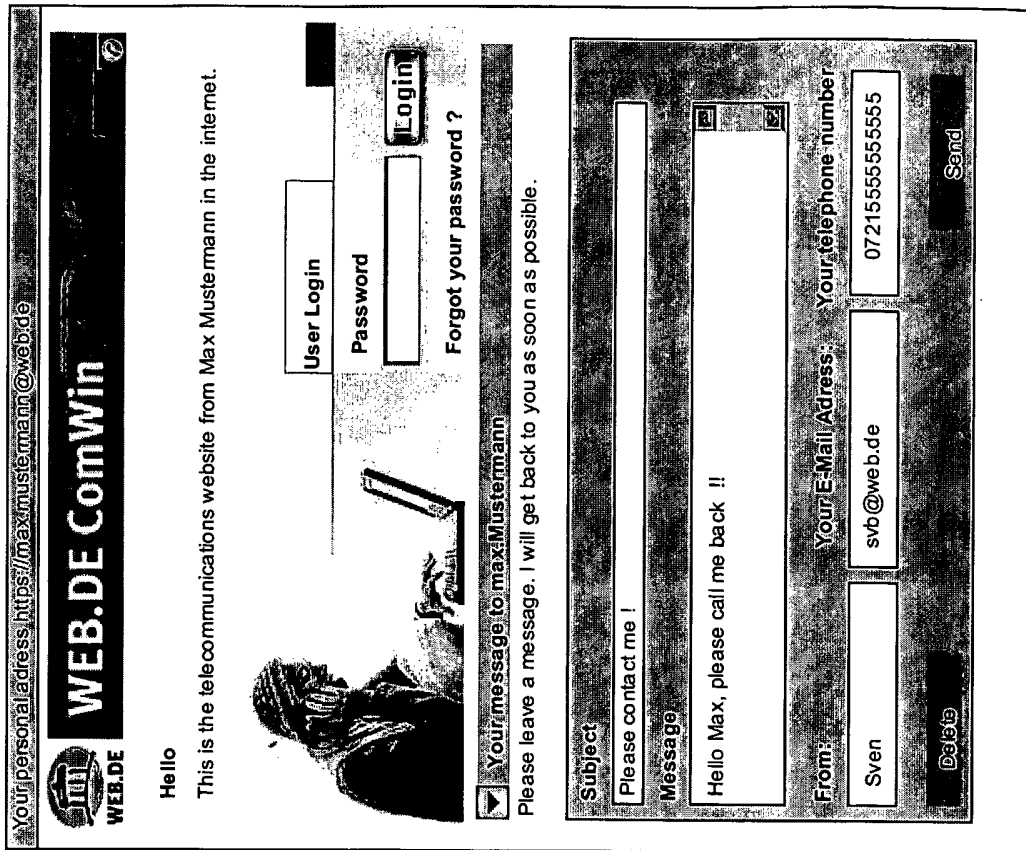 Your personal adress https://max.mustermann@web.de
WEB.DE
WEB.DE ComWin
Hello
This is the telecommunications website from Max Mustermann in the internet.
User Login
Password
Login
Forgot your password ?
Your message to max.Mustermann
Please leave a message. I will get back to you as soon as possible.
Subject
Please contact me !
Message
Hello Max, please call me back !!
From: Your E-Mail Adress: Your telephone number:
Sven svb@web.de 0721555555555555
Delete Send